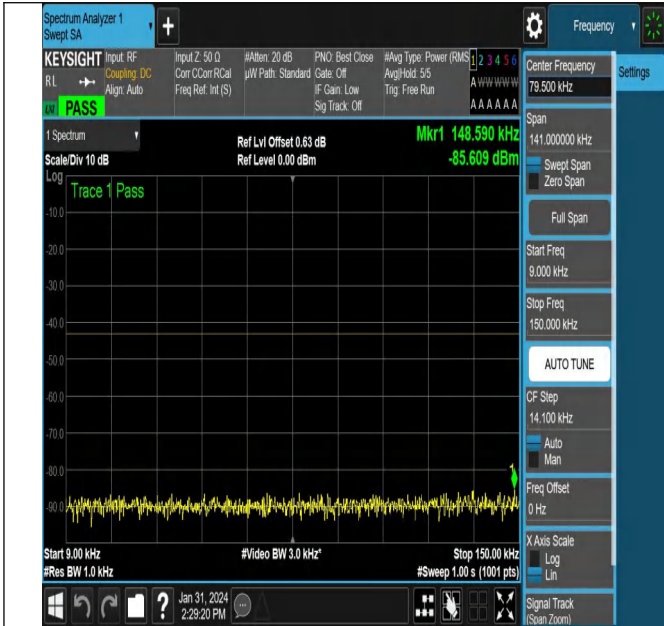 Spectrum Analyzer 1
Swept SA
Frequency
KEYSIGHT
RL
LXI
PASS
Input: RF
Coupling: DC
Align: Auto
Input Z: 50 Ω
Corr CCorr RCal
Freq Ref: Int (S)
#Atten: 20 dB
µW Path: Standard
PNO: Best Close
Gate: Off
IF Gain: Low
Sig Track: Off
#Avg Type: Power (RMS
Avg|Hold: 5/5
Trig: Free Run
1 2 3 4 5 6
A W W W W W
A A A A A A
Center Frequency
79.500 kHz
Settings
1 Spectrum
Scale/Div 10 dB
Log
Ref Lvl Offset 0.63 dB
Ref Level 0.00 dBm
Mkr1 148.590 kHz
-85.609 dBm
Trace 1 Pass
-10.0
-20.0
-30.0
-40.0
-50.0
-60.0
-70.0
-80.0
-90.0
1
Start 9.00 kHz
#Res BW 1.0 kHz
#Video BW 3.0 kHz*
Stop 150.00 kHz
#Sweep 1.00 s (1001 pts)
Span
141.000000 kHz
Swept Span
Zero Span
Full Span
Start Freq
9.000 kHz
Stop Freq
150.000 kHz
AUTO TUNE
CF Step
14.100 kHz
Auto
Man
Freq Offset
0 Hz
X Axis Scale
Log
Lin
Signal Track
(Span Zoom)
Jan 31, 2024
2:29:20 PM